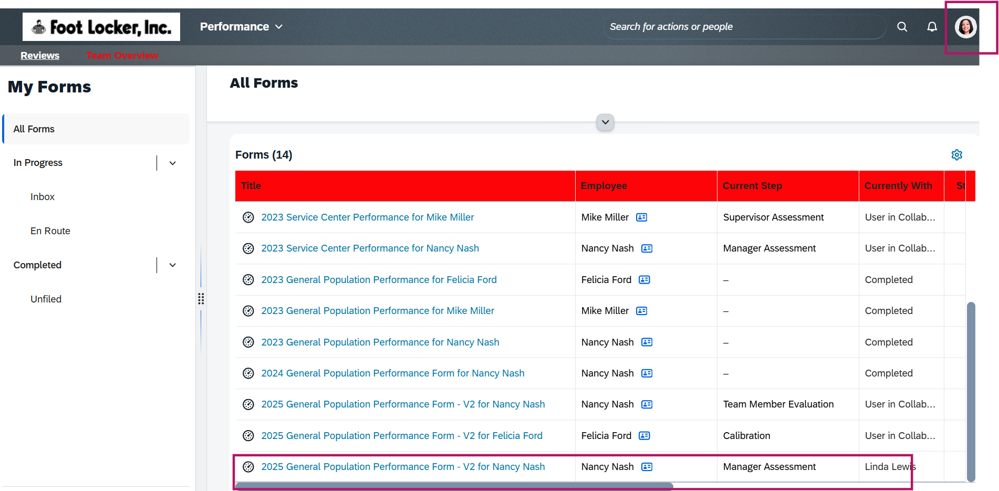 Foot Locker, Inc.
Performance
Search for actions or people
Reviews
Team Overview
My Forms
All Forms
In Progress
Inbox
En Route
Completed
Unfiled
All Forms
Forms (14)
Title Employee Current Step Currently With St
2023 Service Center Performance for Mike Miller Mike Miller Supervisor Assessment User in Collab...
2023 Service Center Performance for Nancy Nash Nancy Nash Manager Assessment User in Collab...
2023 General Population Performance for Felicia Ford Felicia Ford – Completed
2023 General Population Performance for Mike Miller Mike Miller – Completed
2023 General Population Performance for Nancy Nash Nancy Nash – Completed
2024 General Population Performance Form for Nancy Nash Nancy Nash – Completed
2025 General Population Performance Form - V2 for Nancy Nash Nancy Nash Team Member Evaluation User in Collab...
2025 General Population Performance Form - V2 for Felicia Ford Felicia Ford Calibration User in Collab...
2025 General Population Performance Form - V2 for Nancy Nash Nancy Nash Manager Assessment Linda Lewis